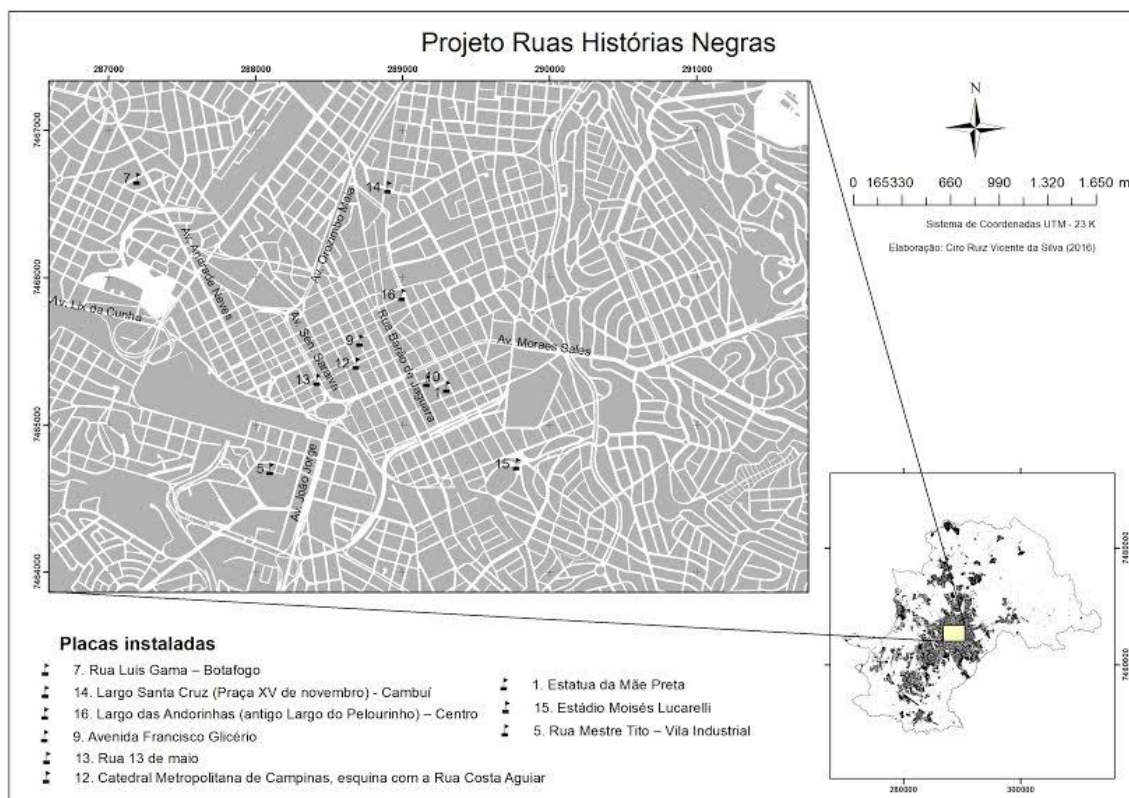 Projeto Ruas Histórias Negras
287000 288000 289000 290000 291000
7467000
7466000
7465000
7464000
7
14
16
9
12
13
10
1
15
5
Av. Andrade Neves
Av. Orozimbo Maia
Av. Lix da Cunha
Av. Sen. Saraiva
Rua Barão de Jaguara
Av. Moraes Sales
Av. João Jorge
N
0 165330 660 990 1.320 1.650 m
Sistema de Coordenadas UTM - 23 K
Elaboração: Ciro Ruiz Vicente da Silva (2016)
Placas instaladas
7. Rua Luis Gama – Botafogo
14. Largo Santa Cruz (Praça XV de novembro) - Cambuí
16. Largo das Andorinhas (antigo Largo do Pelourinho) – Centro
9. Avenida Francisco Glicério
13. Rua 13 de maio
12. Catedral Metropolitana de Campinas, esquina com a Rua Costa Aguiar
1. Estatua da Mãe Preta
15. Estádio Moisés Lucarelli
5. Rua Mestre Tito – Vila Industrial
7480000
7460000
280000 300000